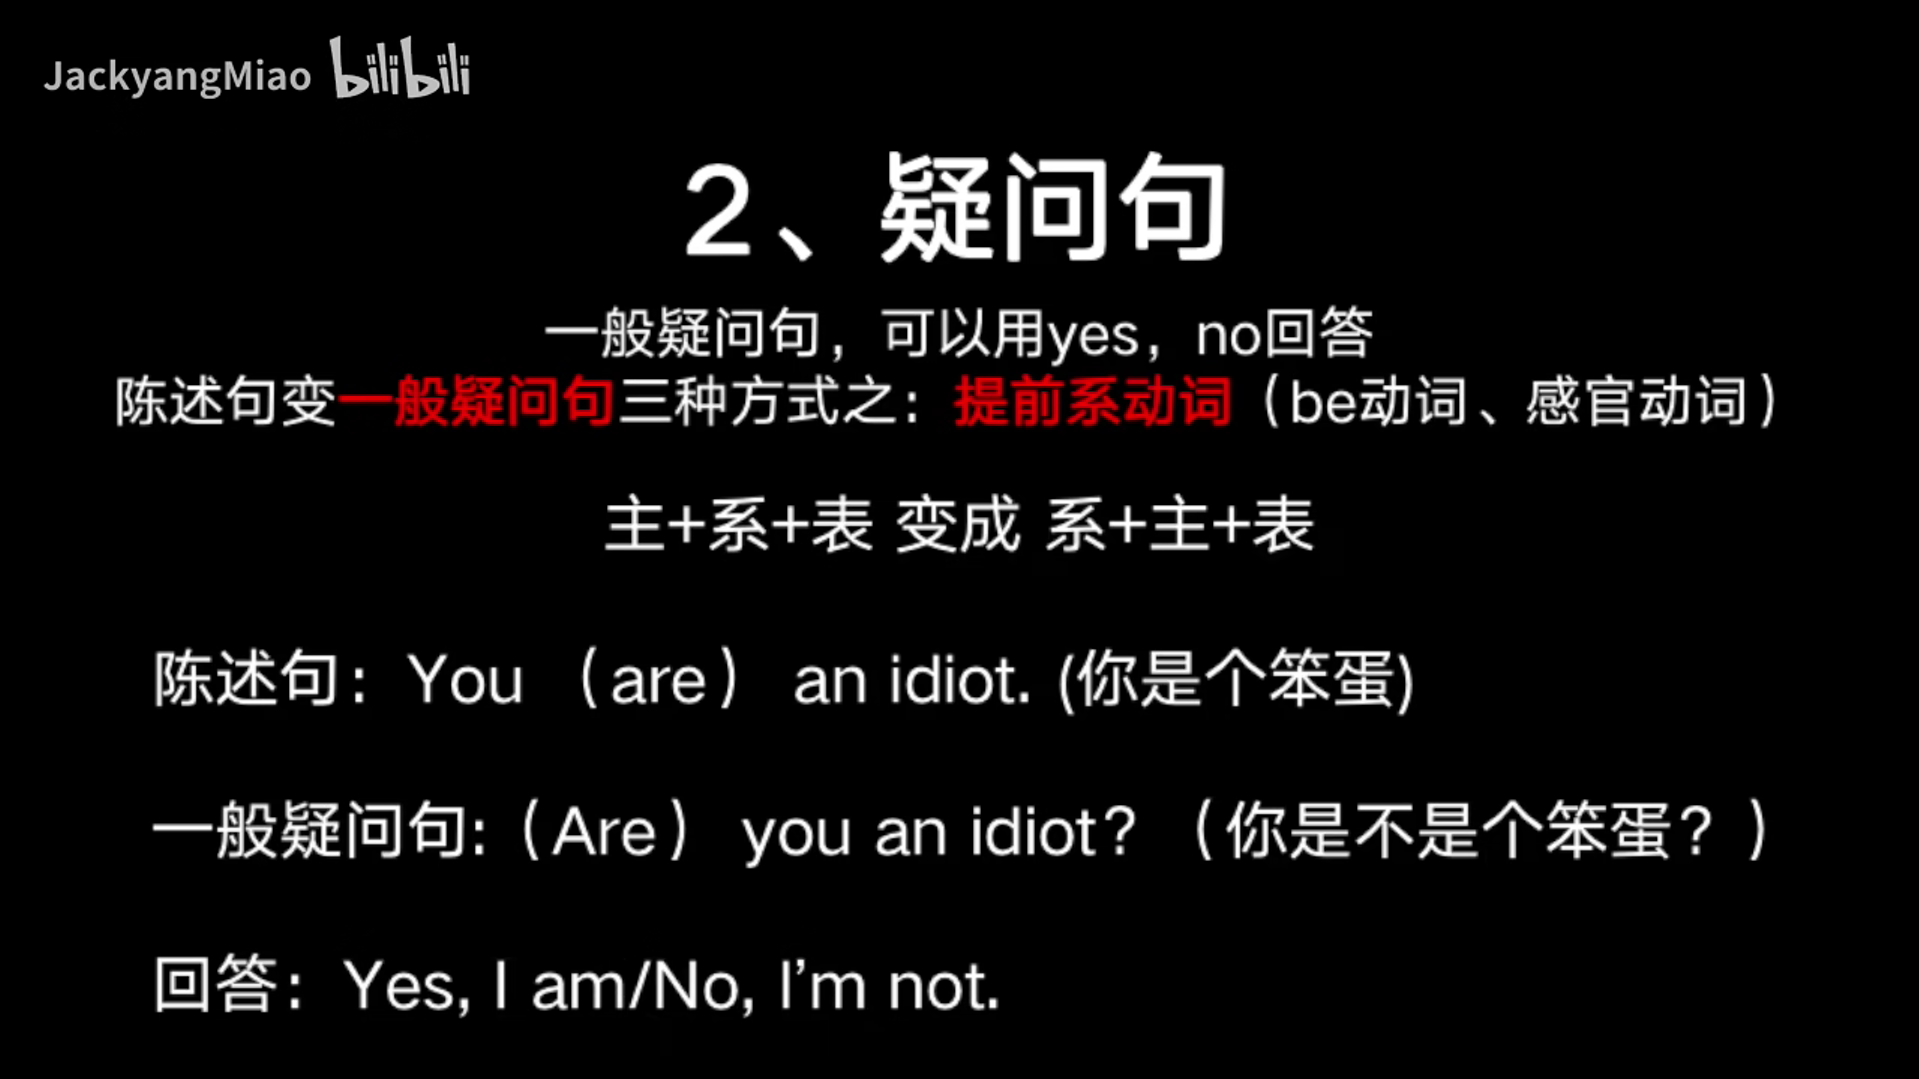 JackyangMiao bilibili
2、疑问句
一般疑问句，可以用yes，no回答
陈述句变一般疑问句三种方式之：提前系动词（be动词、感官动词）
主+系+表 变成 系+主+表
陈述句：You （are） an idiot. (你是个笨蛋)
一般疑问句:（Are） you an idiot? （你是不是个笨蛋？）
回答：Yes, I am/No, I’m not.